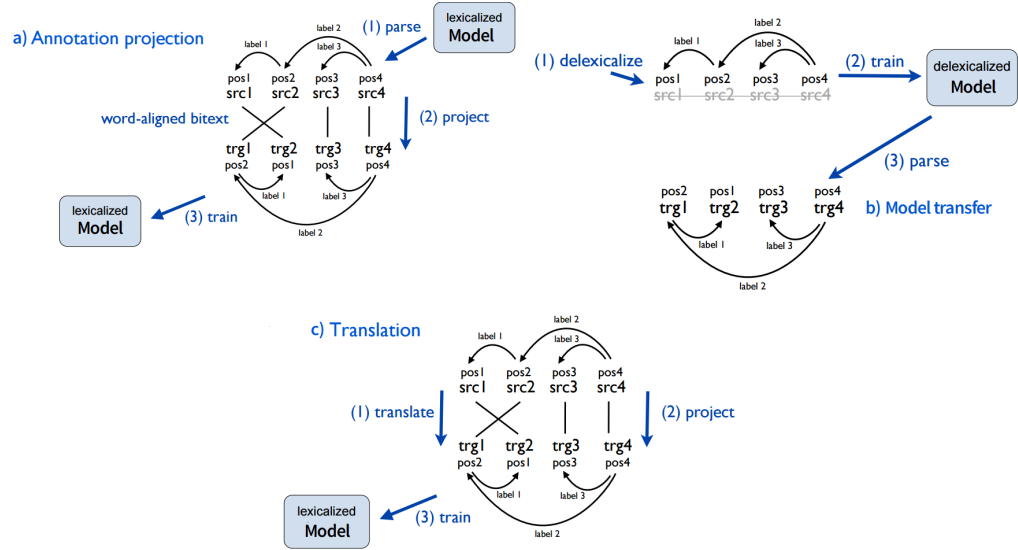 a) Annotation projection
(1) parse
lexicalized
Model
label 2
label 1
label 3
pos1 pos2 pos3 pos4
src1 src2 src3 src4
word-aligned bitext
(2) project
trg1 trg2 trg3 trg4
pos2 pos1 pos3 pos4
label 1
label 3
label 2
(3) train
lexicalized
Model
(1) delexicalize
label 2
label 1
label 3
pos1 pos2 pos3 pos4
src1 src2 src3 src4
(2) train
delexicalized
Model
(3) parse
pos2 pos1 pos3 pos4
trg1 trg2 trg3 trg4
label 1
label 3
label 2
b) Model transfer
c) Translation
label 2
label 1
label 3
pos1 pos2 pos3 pos4
src1 src2 src3 src4
(1) translate
(2) project
trg1 trg2 trg3 trg4
pos2 pos1 pos3 pos4
label 1
label 3
label 2
(3) train
lexicalized
Model